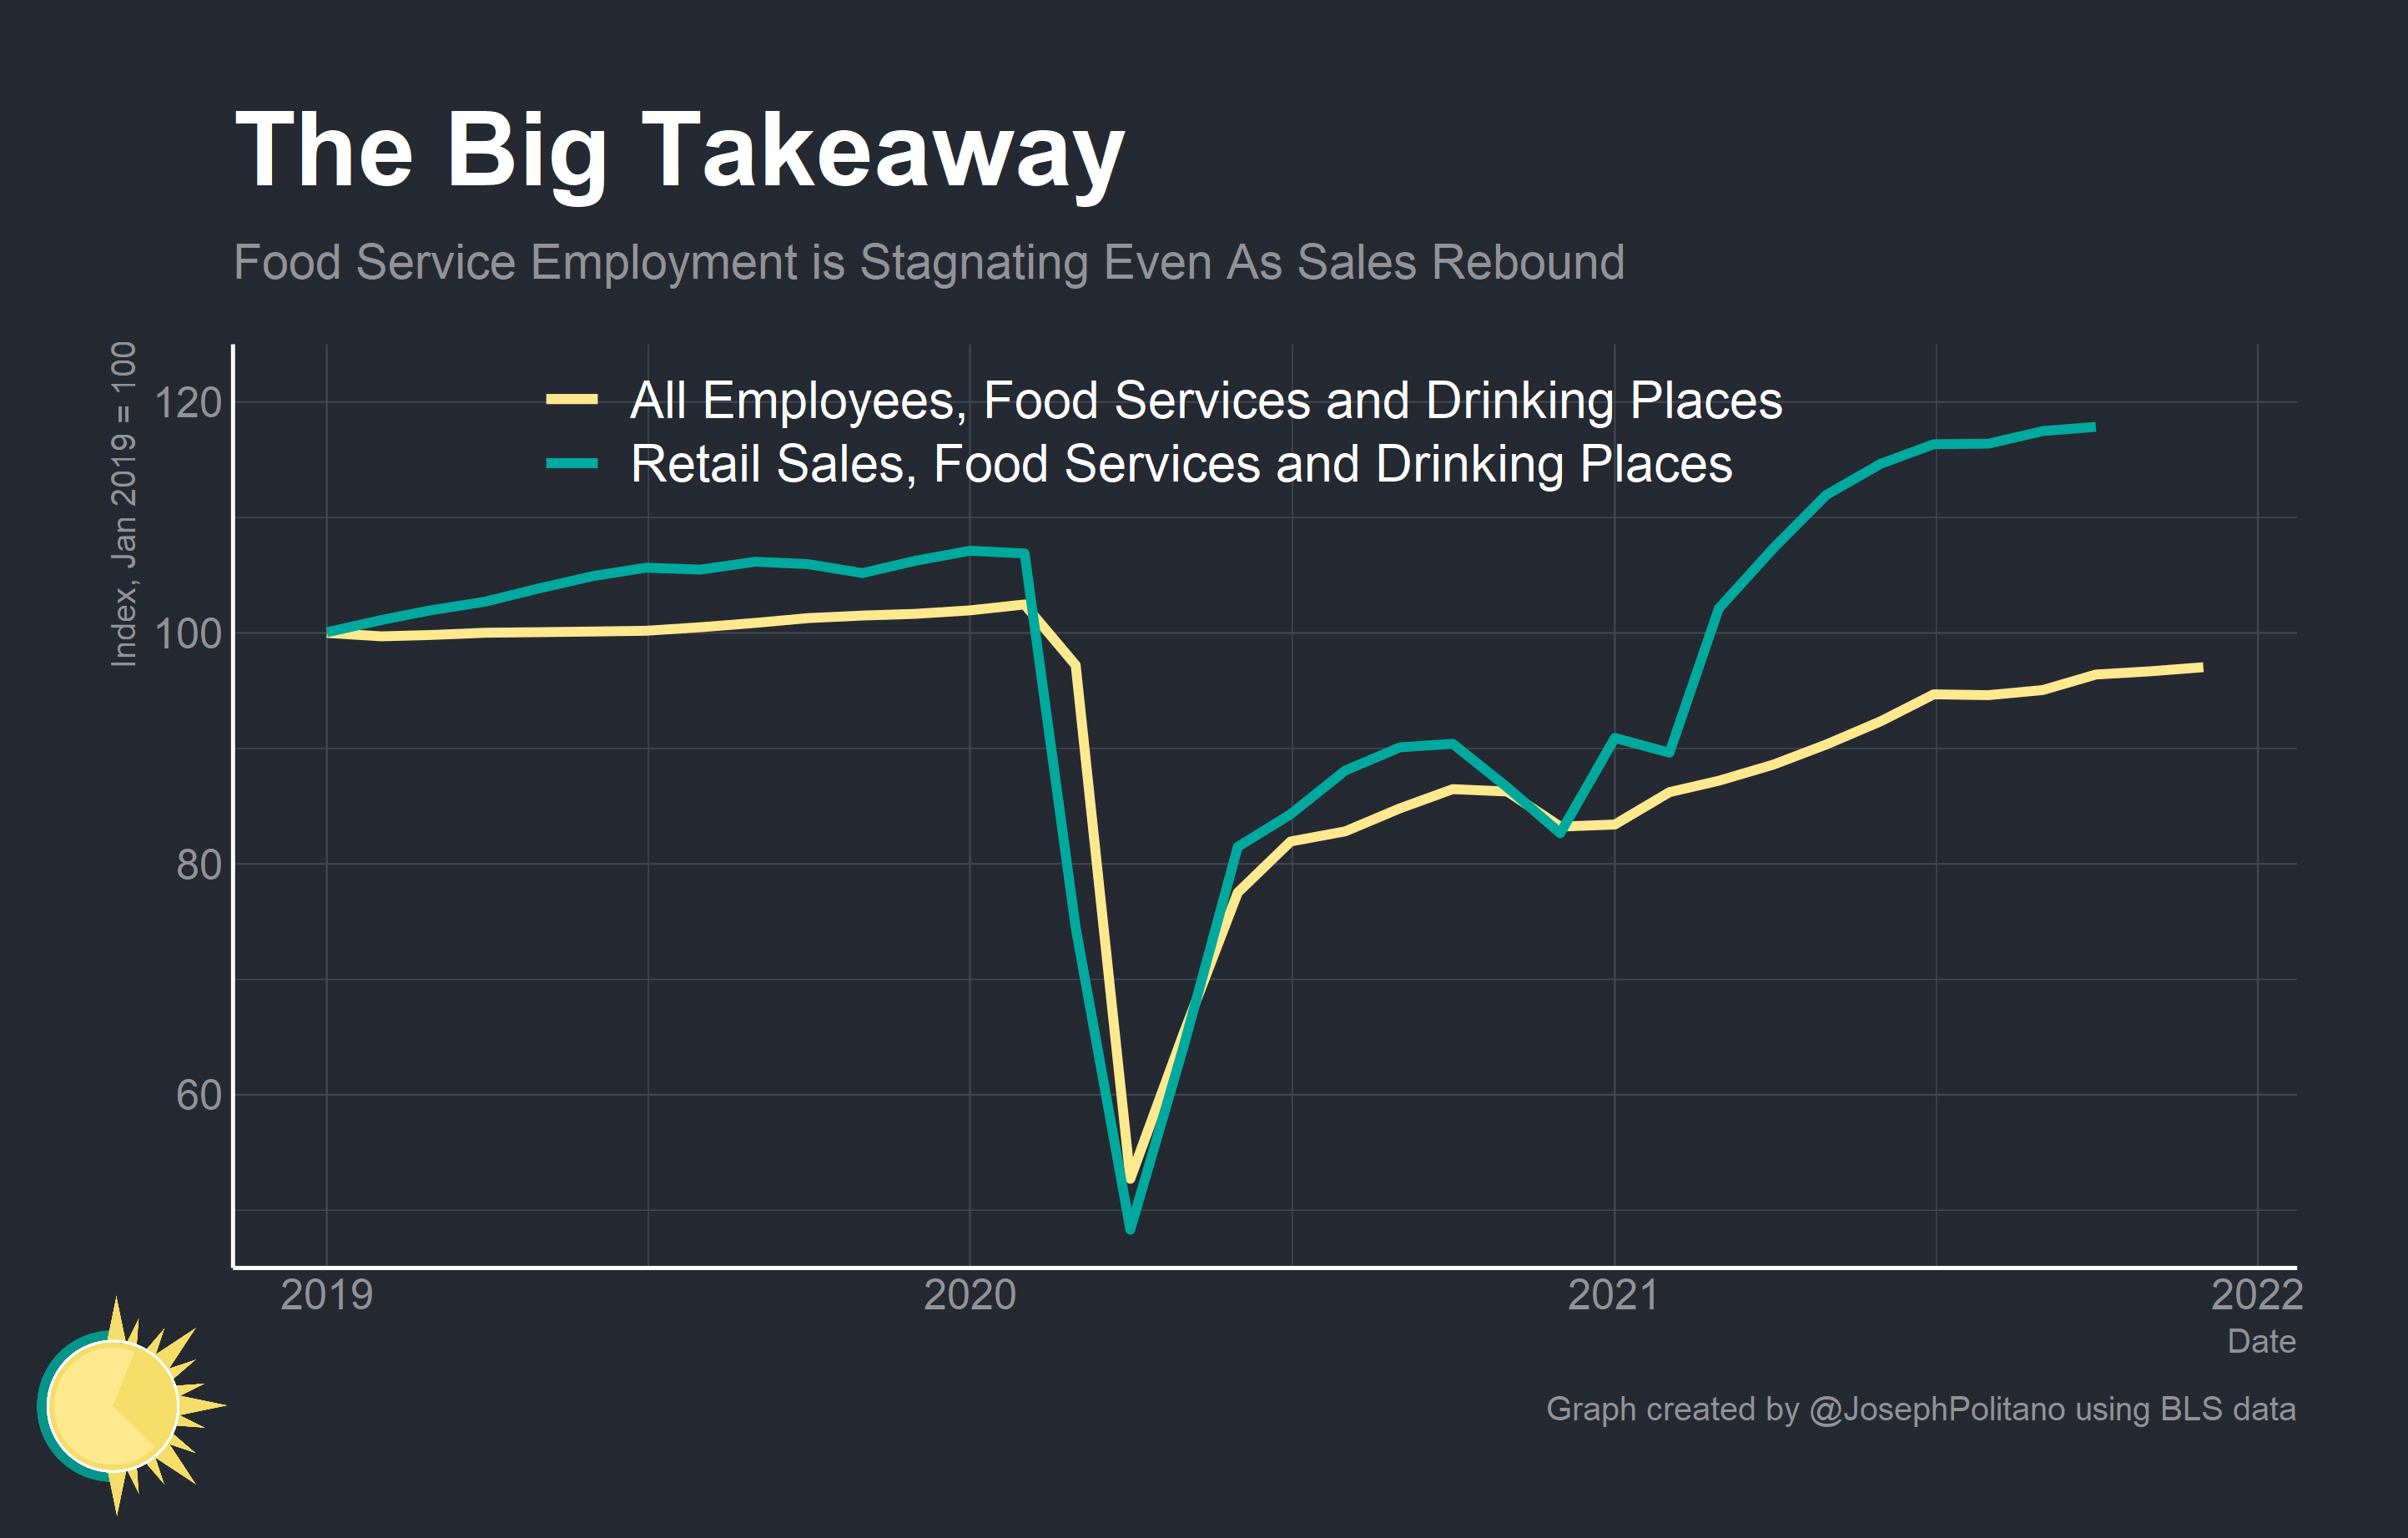 The Big Takeaway
Food Service Employment is Stagnating Even As Sales Rebound
Index, Jan 2019 = 100
All Employees, Food Services and Drinking Places
Retail Sales, Food Services and Drinking Places
120
100
80
60
2019 2020 2021 2022
Date
Graph created by @JosephPolitano using BLS data